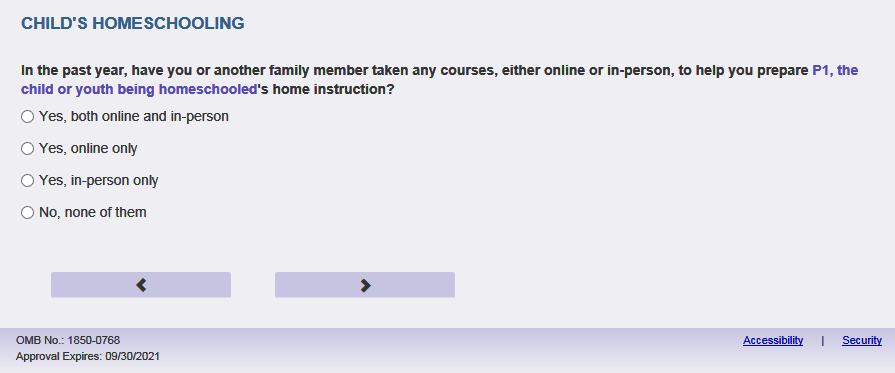 CHILD'S HOMESCHOOLING
In the past year, have you or another family member taken any courses, either online or in-person, to help you prepare P1, the
child or youth being homeschooled's home instruction?
Yes, both online and in-person
Yes, online only
Yes, in-person only
No, none of them
OMB No.: 1850-0768
Approval Expires: 09/30/2021
Accessibility | Security